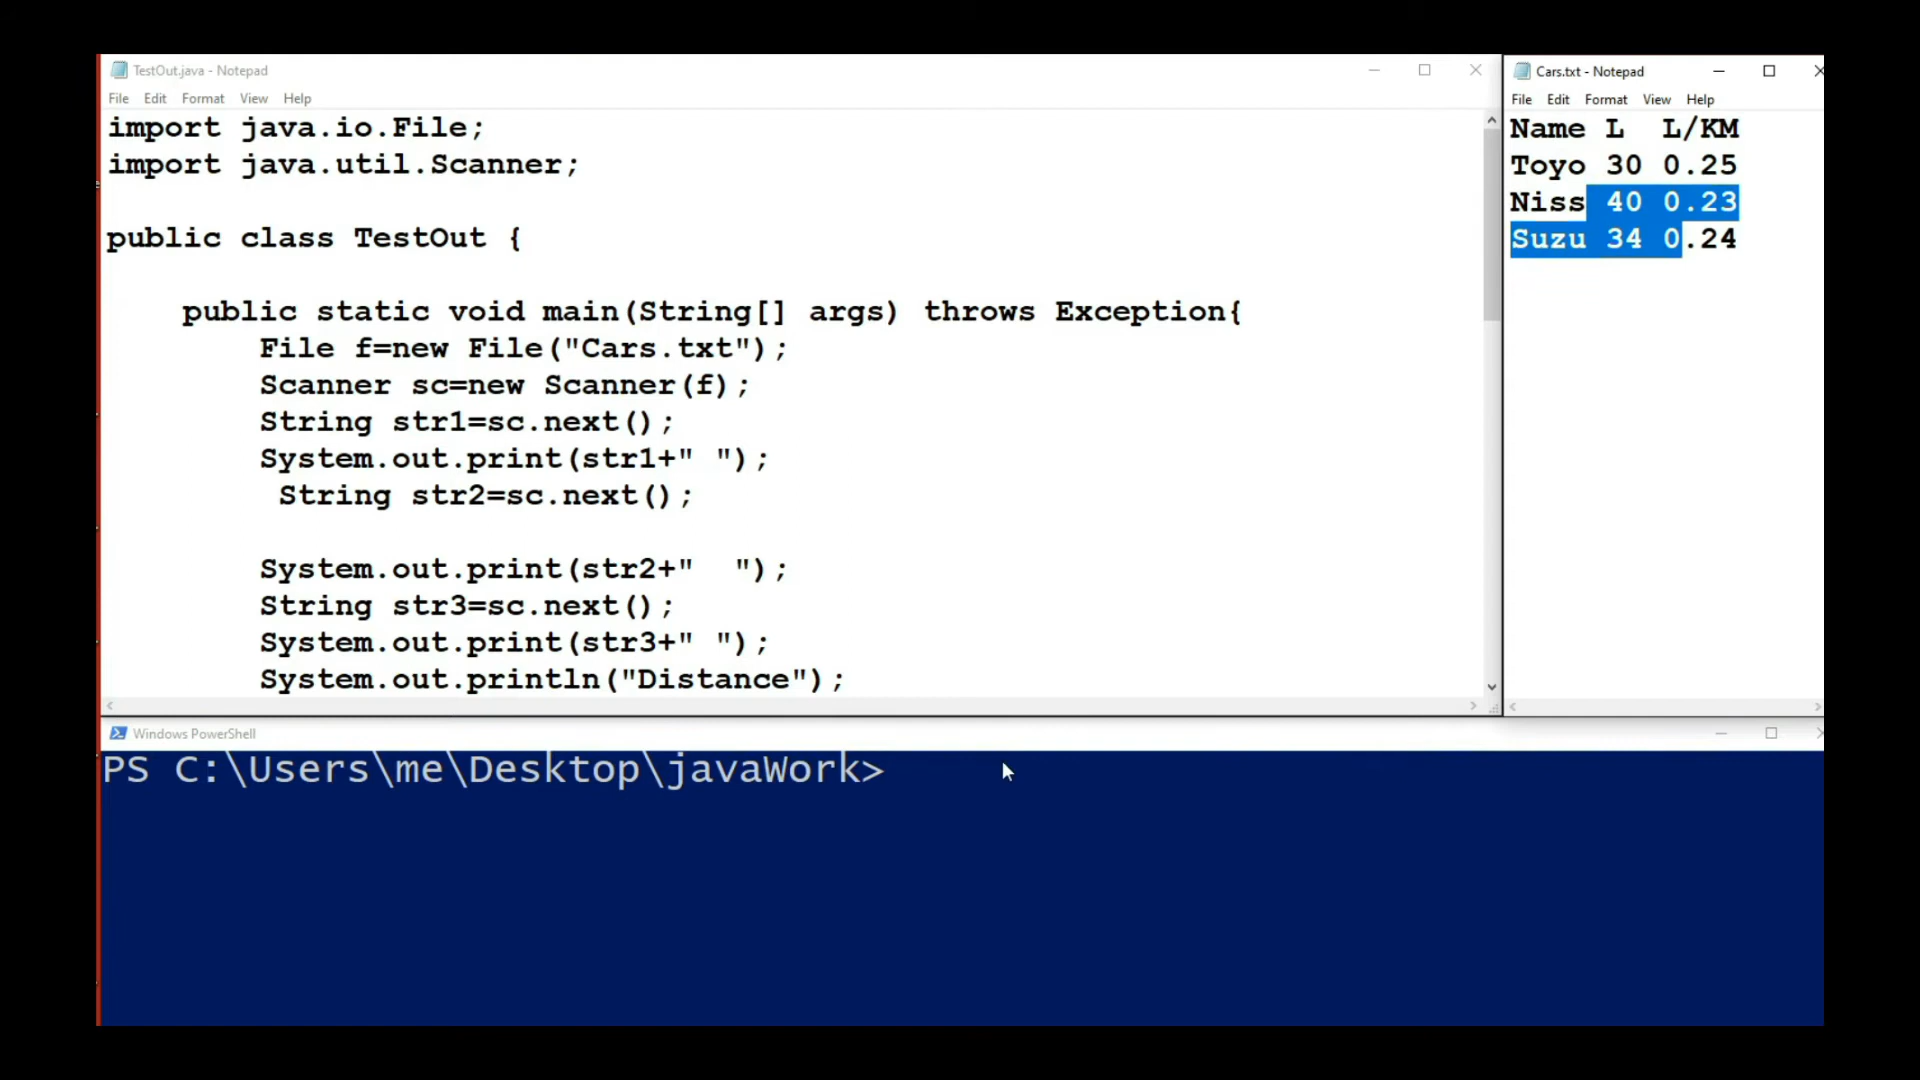 TestOut.java - Notepad
File Edit Format View Help
import java.io.File;
import java.util.Scanner;
public class TestOut {
public static void main(String[] args) throws Exception{
File f=new File("Cars.txt");
Scanner sc=new Scanner(f);
String str1=sc.next();
System.out.print(str1+" ");
String str2=sc.next();
System.out.print(str2+"  ");
String str3=sc.next();
System.out.print(str3+" ");
System.out.println("Distance");
Cars.txt - Notepad
File Edit Format View Help
Name L  L/KM
Toyo 30 0.25
Niss 40 0.23
Suzu 34 0.24
Windows PowerShell
PS C:\Users\me\Desktop\javaWork>